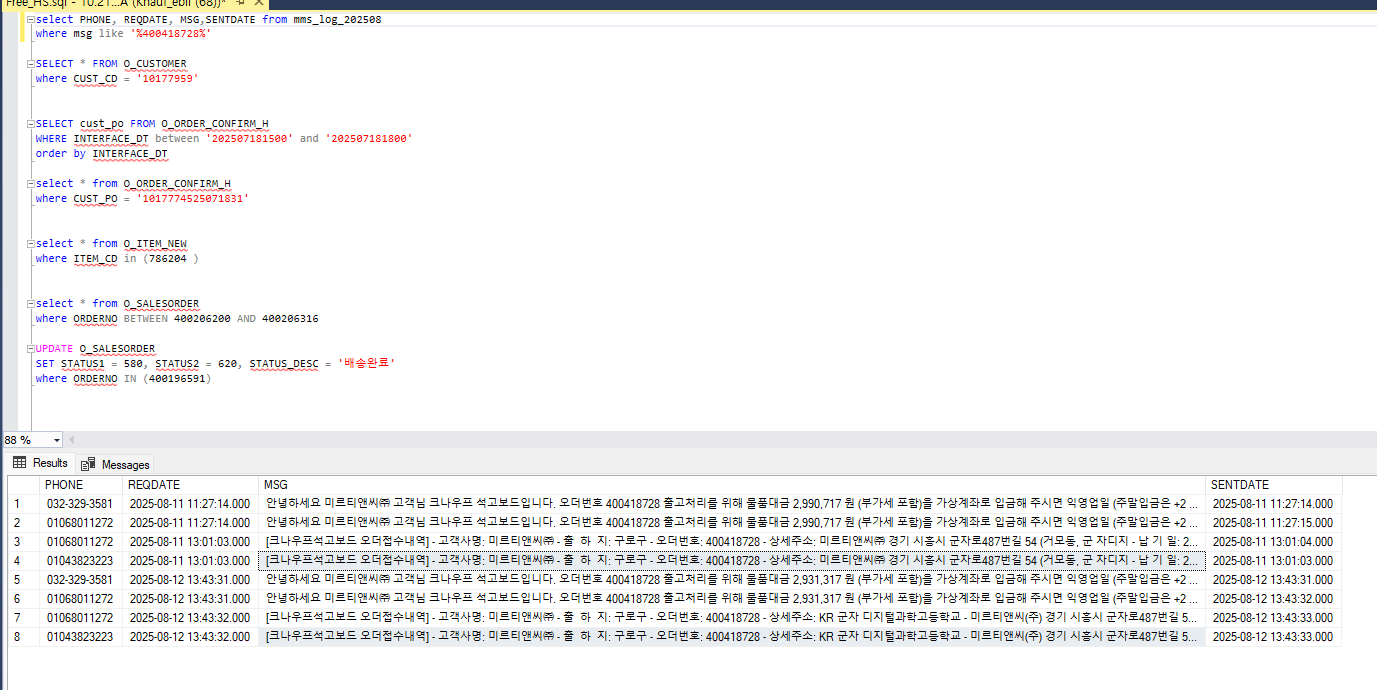 Free_HS.sql - 10.21...A (Knauf_ebif (68))*
select PHONE, REQDATE, MSG,SENTDATE from mms_log_202508
where msg like '%400418728%'
SELECT * FROM O_CUSTOMER
where CUST_CD = '10177959'
SELECT cust_po FROM O_ORDER_CONFIRM_H
WHERE INTERFACE_DT between '202507181500' and '202507181800'
order by INTERFACE_DT
select * from O_ORDER_CONFIRM_H
where CUST_PO = '1017774525071831'
select * from O_ITEM_NEW
where ITEM_CD in (786204 )
select * from O_SALESORDER
where ORDERNO BETWEEN 400206200 AND 400206316
UPDATE O_SALESORDER
SET STATUS1 = 580, STATUS2 = 620, STATUS_DESC = '배송완료'
where ORDERNO IN (400196591)
88 %
Results Messages
PHONE REQDATE MSG SENTDATE
1 032-329-3581 2025-08-11 11:27:14.000 안녕하세요 미르티앤씨㈜ 고객님 크나우프 석고보드입니다. 오더번호 400418728 출고처리를 위해 물품대금 2,990,717 원 (부가세 포함)을 가상계좌로 입금해 주시면 익영업일 (주말입금은 +2 ... 2025-08-11 11:27:14.000
2 01068011272 2025-08-11 11:27:14.000 안녕하세요 미르티앤씨㈜ 고객님 크나우프 석고보드입니다. 오더번호 400418728 출고처리를 위해 물품대금 2,990,717 원 (부가세 포함)을 가상계좌로 입금해 주시면 익영업일 (주말입금은 +2 ... 2025-08-11 11:27:15.000
3 01068011272 2025-08-11 13:01:03.000 [크나우프석고보드 오더접수내역] - 고객사명: 미르티앤씨㈜ - 출 하 지: 구로구 - 오더번호: 400418728 - 상세주소: 미르티앤씨㈜ 경기 시흥시 군자로487번길 54 (거모동, 군 자디지 - 납 기 일: 2... 2025-08-11 13:01:04.000
4 01043823223 2025-08-11 13:01:03.000 [크나우프석고보드 오더접수내역] - 고객사명: 미르티앤씨㈜ - 출 하 지: 구로구 - 오더번호: 400418728 - 상세주소: 미르티앤씨㈜ 경기 시흥시 군자로487번길 54 (거모동, 군 자디지 - 납 기 일: 2... 2025-08-11 13:01:03.000
5 032-329-3581 2025-08-12 13:43:31.000 안녕하세요 미르티앤씨㈜ 고객님 크나우프 석고보드입니다. 오더번호 400418728 출고처리를 위해 물품대금 2,931,317 원 (부가세 포함)을 가상계좌로 입금해 주시면 익영업일 (주말입금은 +2 ... 2025-08-12 13:43:31.000
6 01068011272 2025-08-12 13:43:31.000 안녕하세요 미르티앤씨㈜ 고객님 크나우프 석고보드입니다. 오더번호 400418728 출고처리를 위해 물품대금 2,931,317 원 (부가세 포함)을 가상계좌로 입금해 주시면 익영업일 (주말입금은 +2 ... 2025-08-12 13:43:32.000
7 01068011272 2025-08-12 13:43:32.000 [크나우프석고보드 오더접수내역] - 고객사명: 미르티앤씨㈜ - 출 하 지: 구로구 - 오더번호: 400418728 - 상세주소: KR 군자 디지털과학고등학교 - 미르티앤씨(주) 경기 시흥시 군자로487번길 5... 2025-08-12 13:43:33.000
8 01043823223 2025-08-12 13:43:32.000 [크나우프석고보드 오더접수내역] - 고객사명: 미르티앤씨㈜ - 출 하 지: 구로구 - 오더번호: 400418728 - 상세주소: KR 군자 디지털과학고등학교 - 미르티앤씨(주) 경기 시흥시 군자로487번길 5... 2025-08-12 13:43:33.000